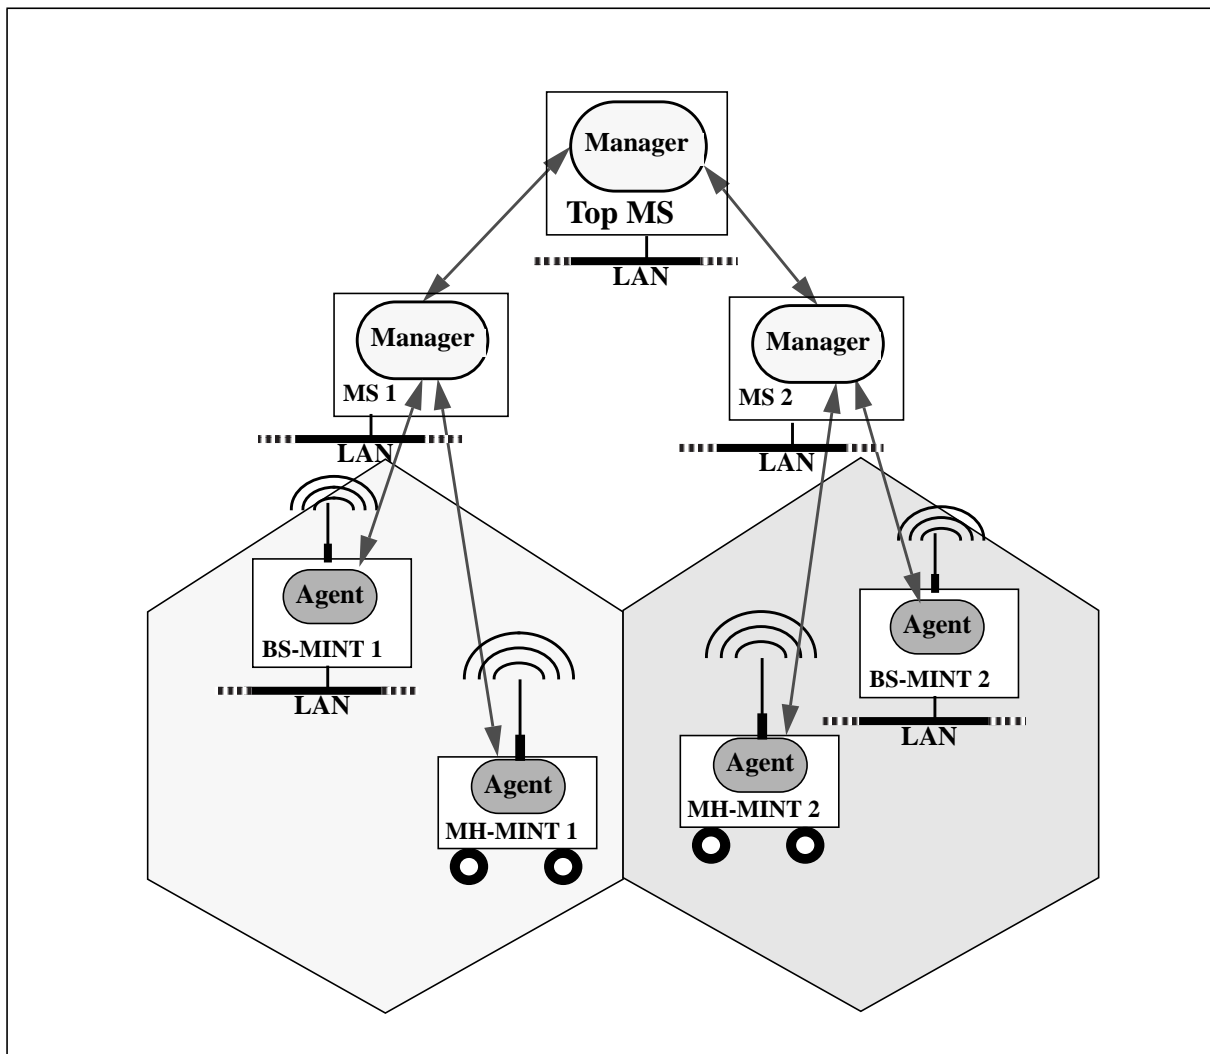 Manager
Top MS
LAN
Manager
MS 1
LAN
Manager
MS 2
LAN
Agent
BS-MINT 1
LAN
Agent
MH-MINT 1
Agent
MH-MINT 2
Agent
BS-MINT 2
LAN